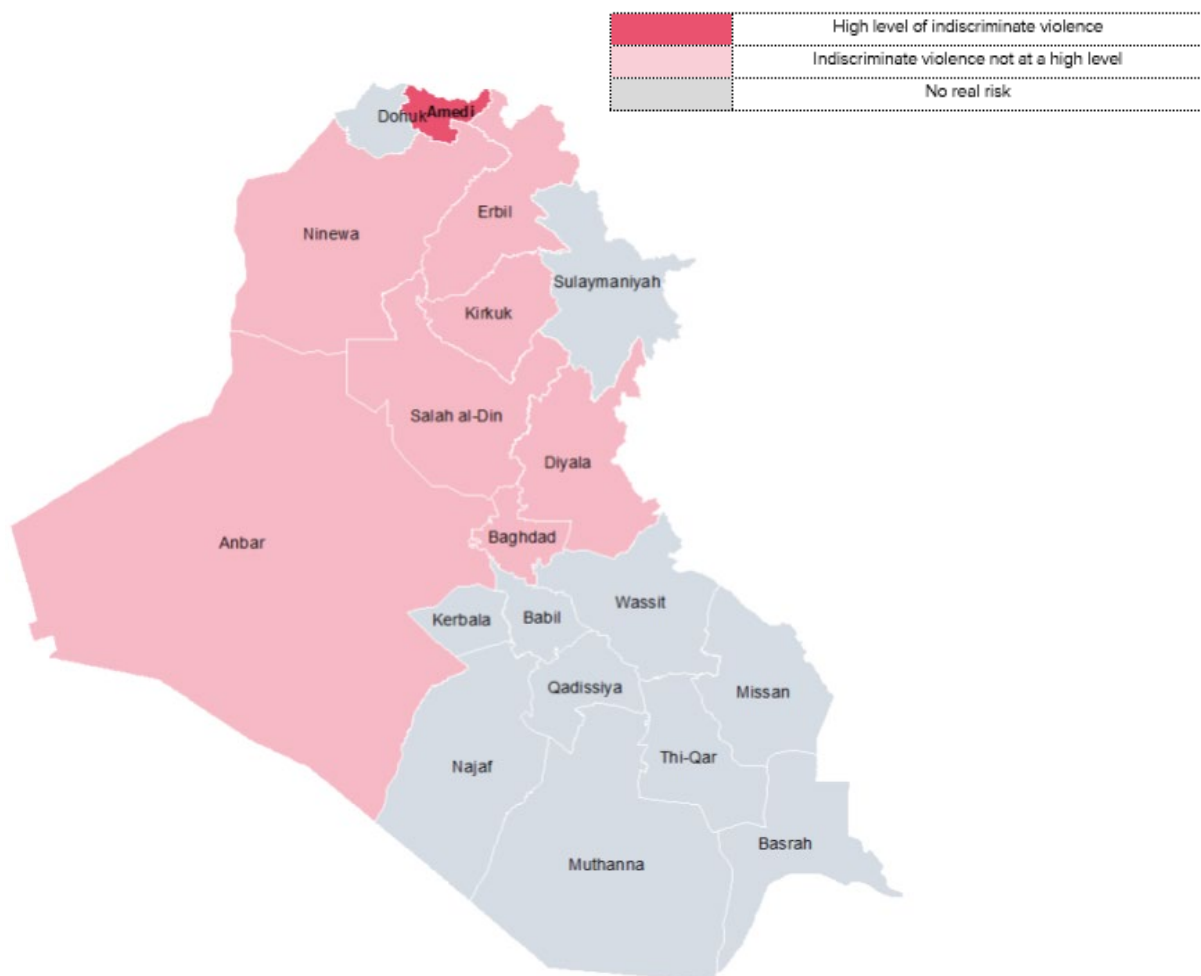 High level of indiscriminate violence
Indiscriminate violence not at a high level
No real risk
Dohuk
Amedi
Erbil
Ninewa
Sulaymaniyah
Kirkuk
Salah al-Din
Diyala
Baghdad
Anbar
Wassit
Kerbala
Babil
Qadissiya
Missan
Thi-Qar
Najaf
Basrah
Muthanna